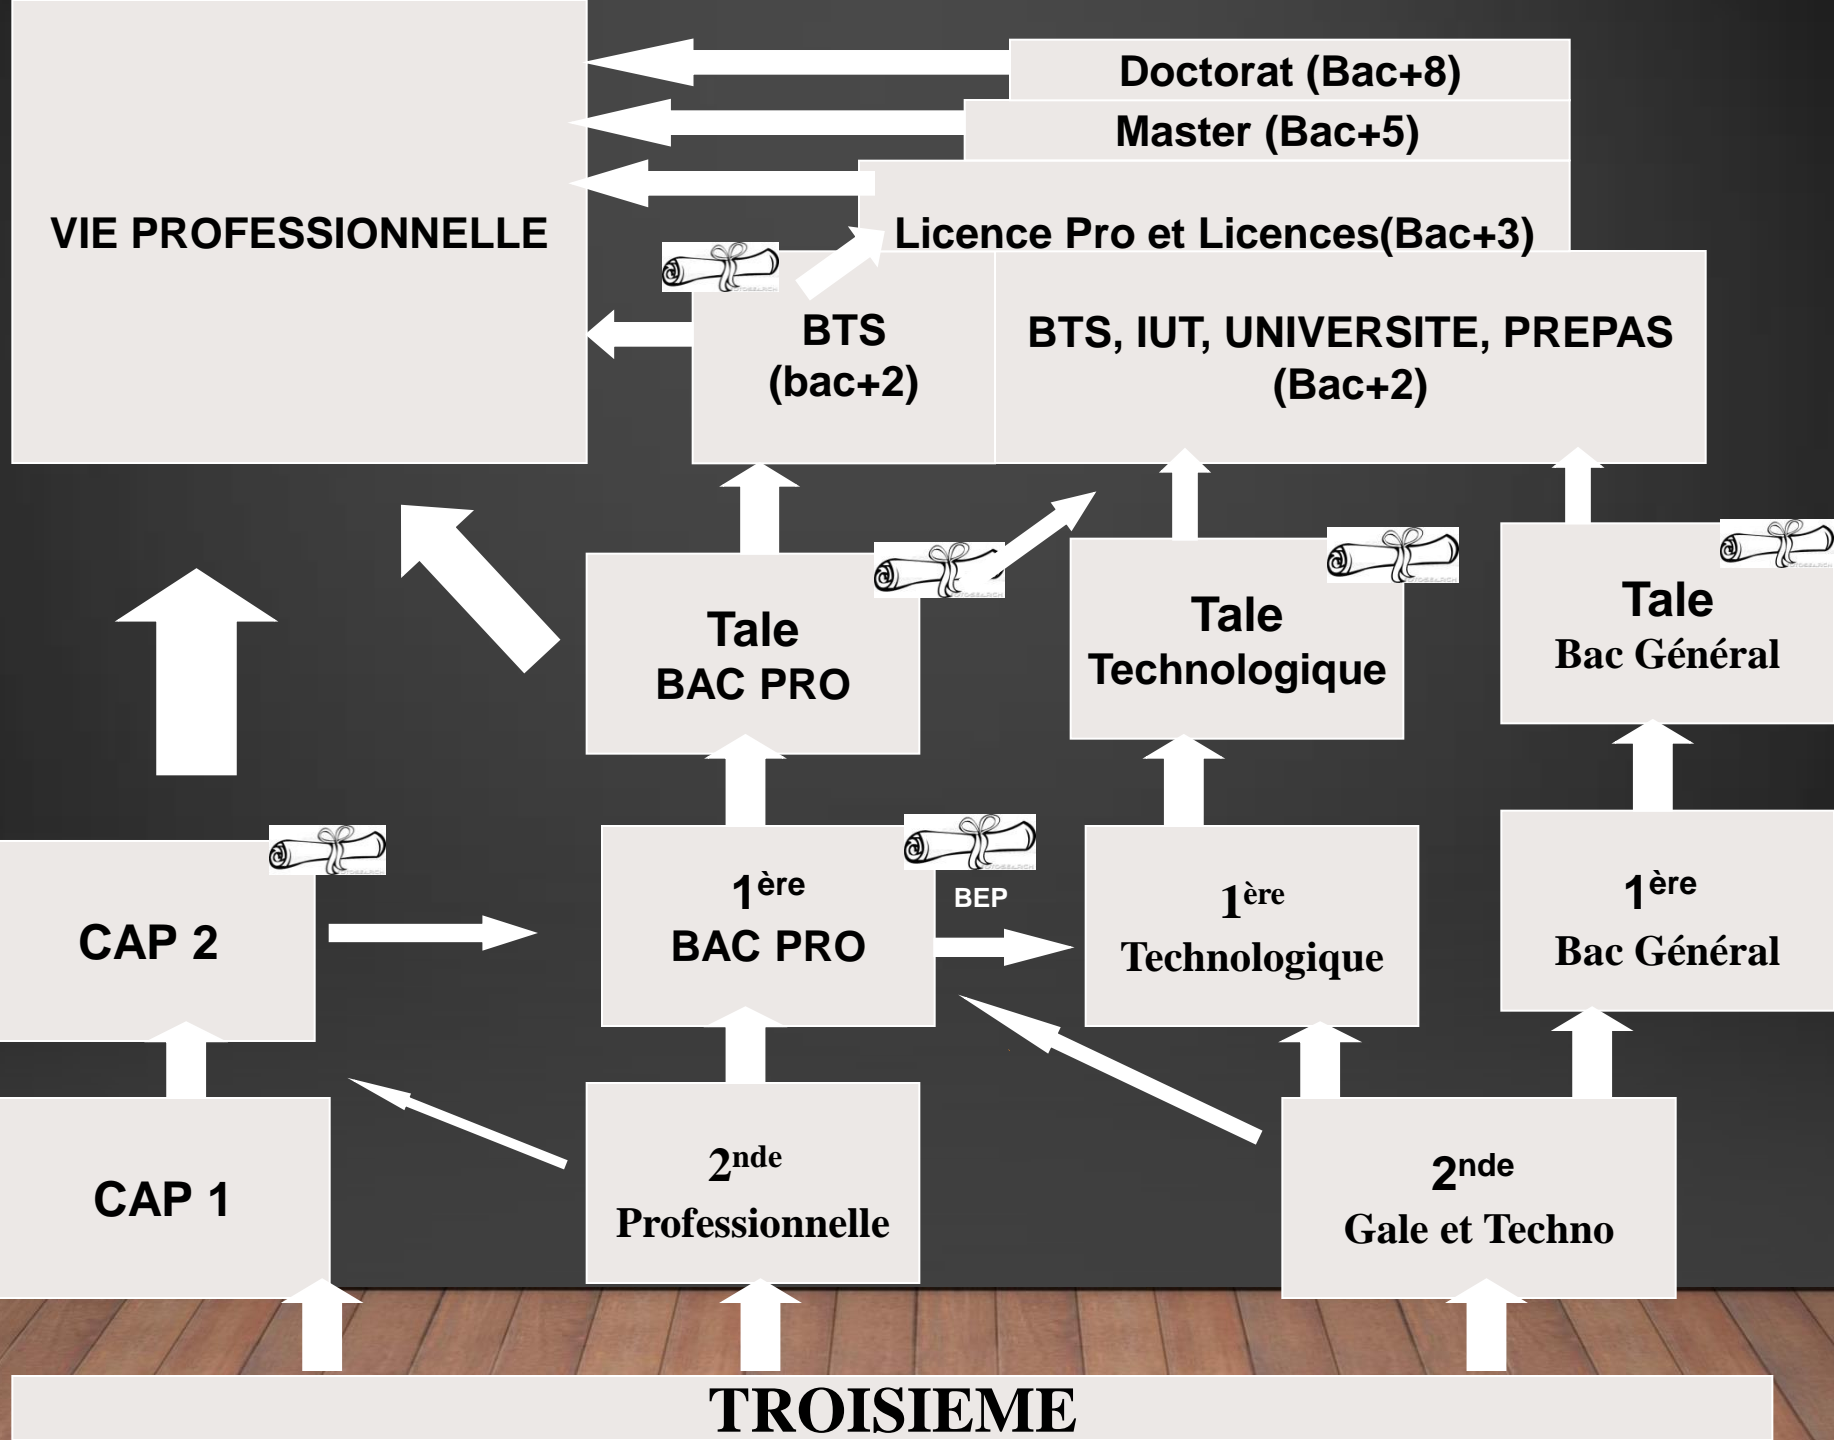 Doctorat (Bac+8)
Master (Bac+5)
VIE PROFESSIONNELLE
Licence Pro et Licences(Bac+3)
BTS
(bac+2)
BTS, IUT, UNIVERSITE, PREPAS
(Bac+2)
Tale
BAC PRO
Tale
Technologique
Tale
Bac Général
CAP 2
1ère
BAC PRO
BEP
1ère
Technologique
1ère
Bac Général
CAP 1
2nde
Professionnelle
2nde
Gale et Techno
TROISIEME